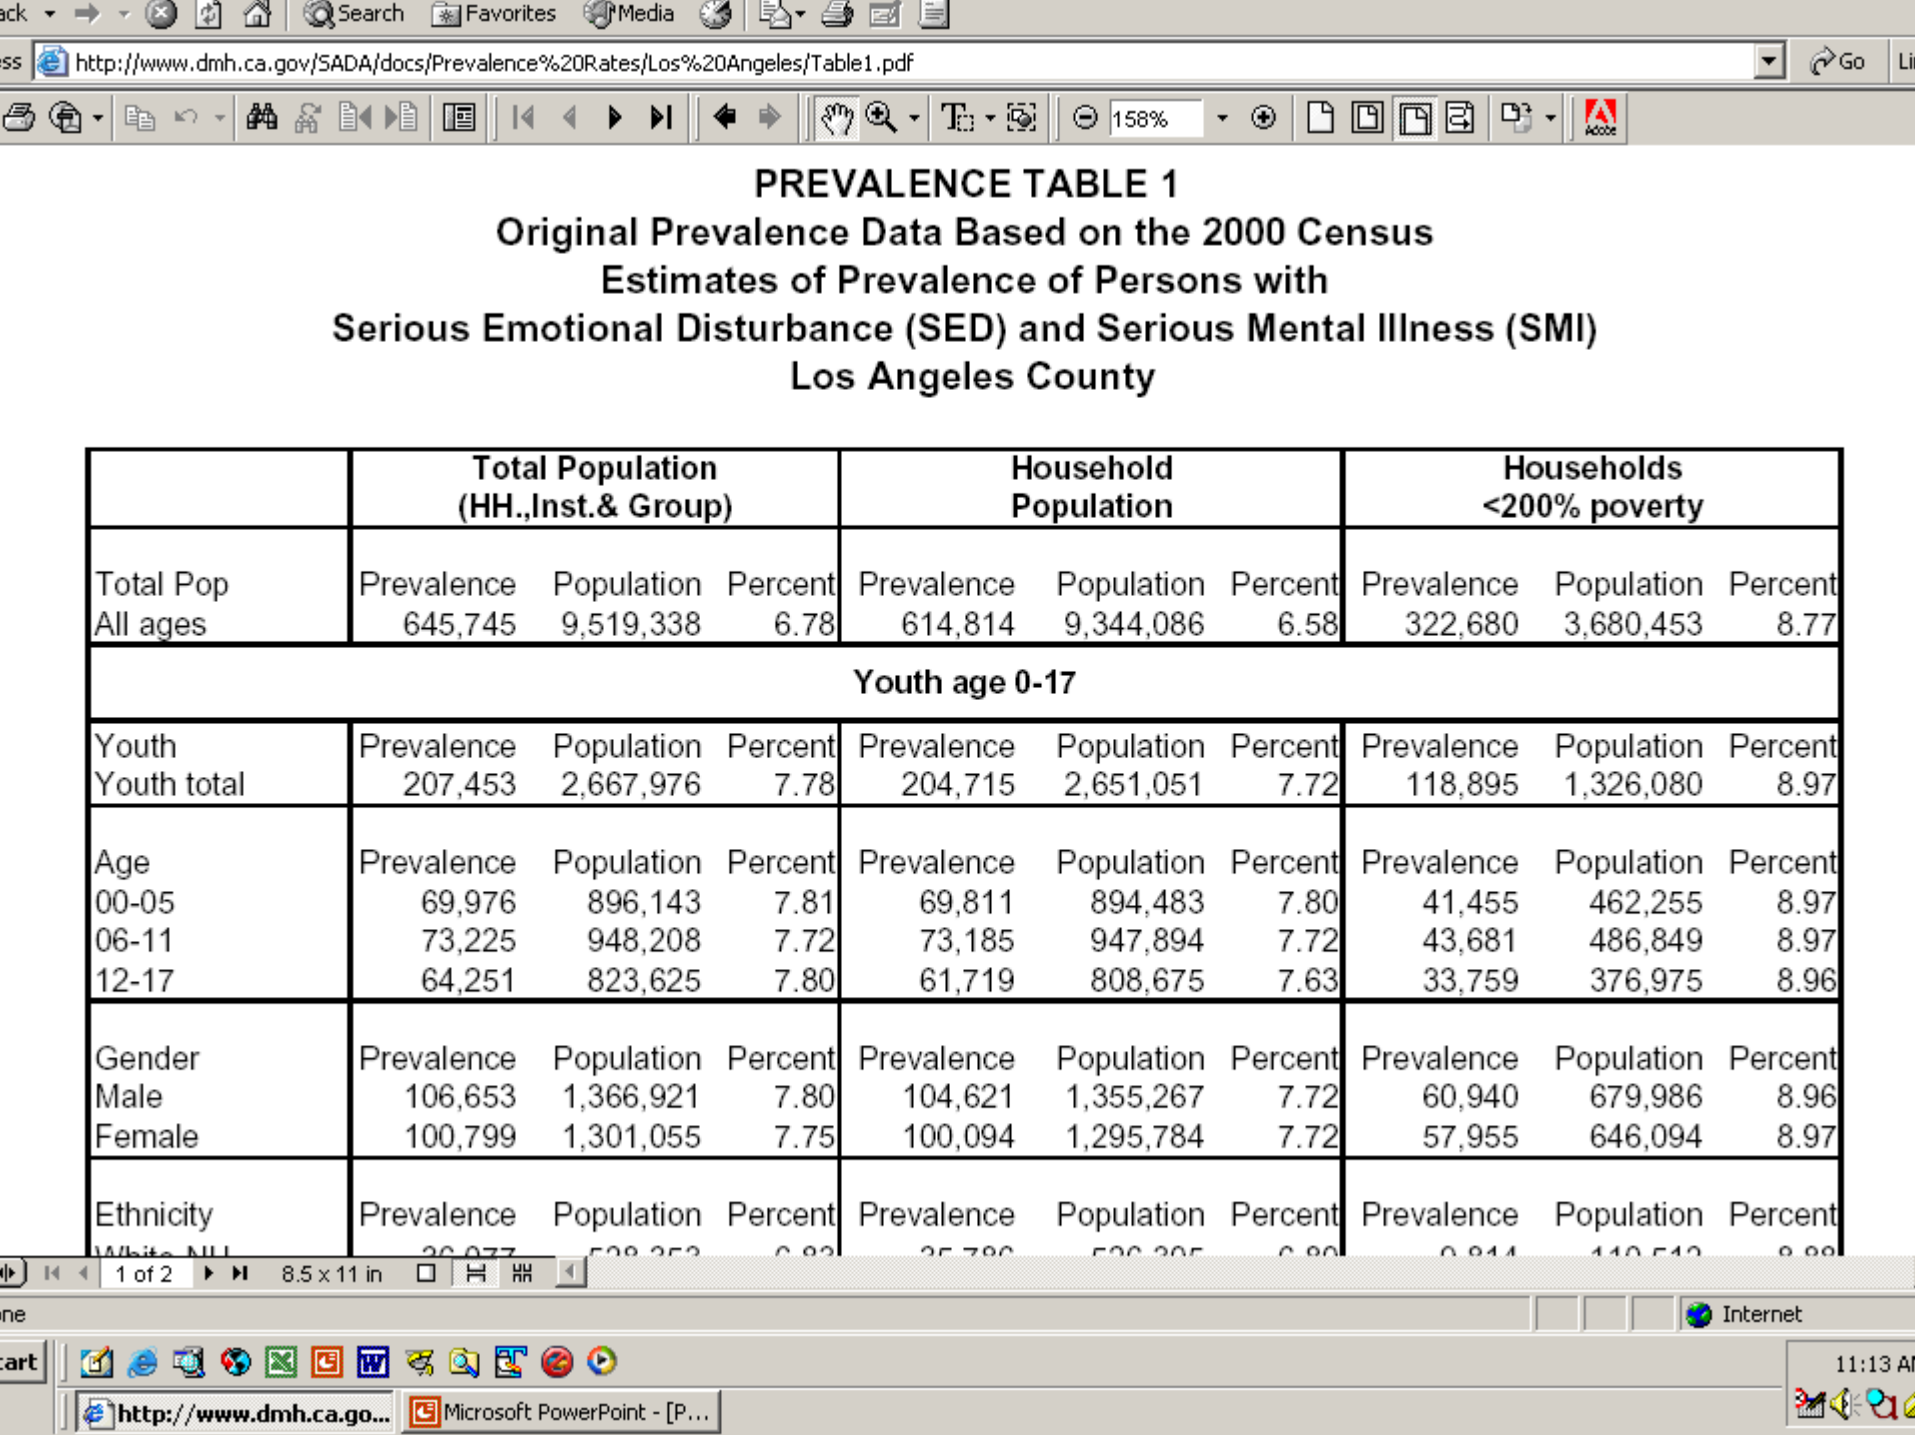 ack Search Favorites Media
ess http://www.dmh.ca.gov/SADA/docs/Prevalence%20Rates/Los%20Angeles/Table1.pdf Go Li
158% Adobe
PREVALENCE TABLE 1
Original Prevalence Data Based on the 2000 Census
Estimates of Prevalence of Persons with
Serious Emotional Disturbance (SED) and Serious Mental Illness (SMI)
Los Angeles County
Total Population Household Households
(HH.,Inst.& Group) Population <200% poverty
Total Pop Prevalence Population Percent Prevalence Population Percent Prevalence Population Percent
All ages 645,745 9,519,338 6.78 614,814 9,344,086 6.58 322,680 3,680,453 8.77
Youth age 0-17
Youth Prevalence Population Percent Prevalence Population Percent Prevalence Population Percent
Youth total 207,453 2,667,976 7.78 204,715 2,651,051 7.72 118,895 1,326,080 8.97
Age Prevalence Population Percent Prevalence Population Percent Prevalence Population Percent
00-05 69,976 896,143 7.81 69,811 894,483 7.80 41,455 462,255 8.97
06-11 73,225 948,208 7.72 73,185 947,894 7.72 43,681 486,849 8.97
12-17 64,251 823,625 7.80 61,719 808,675 7.63 33,759 376,975 8.96
Gender Prevalence Population Percent Prevalence Population Percent Prevalence Population Percent
Male 106,653 1,366,921 7.80 104,621 1,355,267 7.72 60,940 679,986 8.96
Female 100,799 1,301,055 7.75 100,094 1,295,784 7.72 57,955 646,094 8.97
Ethnicity Prevalence Population Percent Prevalence Population Percent Prevalence Population Percent
1 of 2 8.5 x 11 in
one Internet
tart 11:13 AM
http://www.dmh.ca.go... Microsoft PowerPoint - [P...